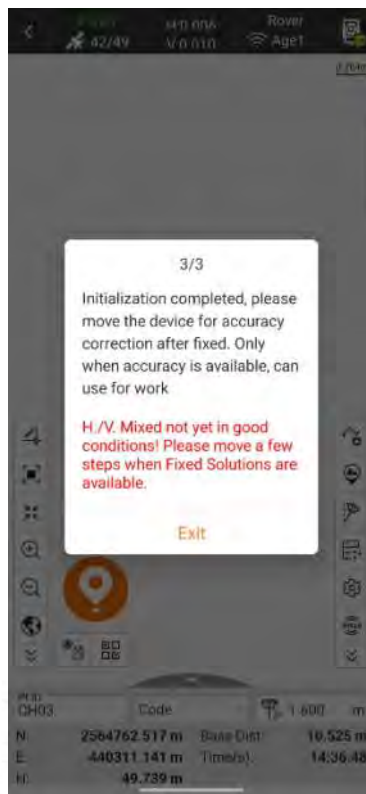 Rover
42/49
V:0.010
Age1
3/3
Initialization completed, please
move the device for accuracy
correction after fixed. Only
when accuracy is available, can
use for work
H./V. Mixed not yet in good
conditions! Please move a few
steps when Fixed Solutions are
available.
Exit
CH03
Code
1.600 m
N: 2564762.517 m Base Dist: 10.525 m
E: -440311.141 m Time(s): 14:36:48
H: 49.739 m